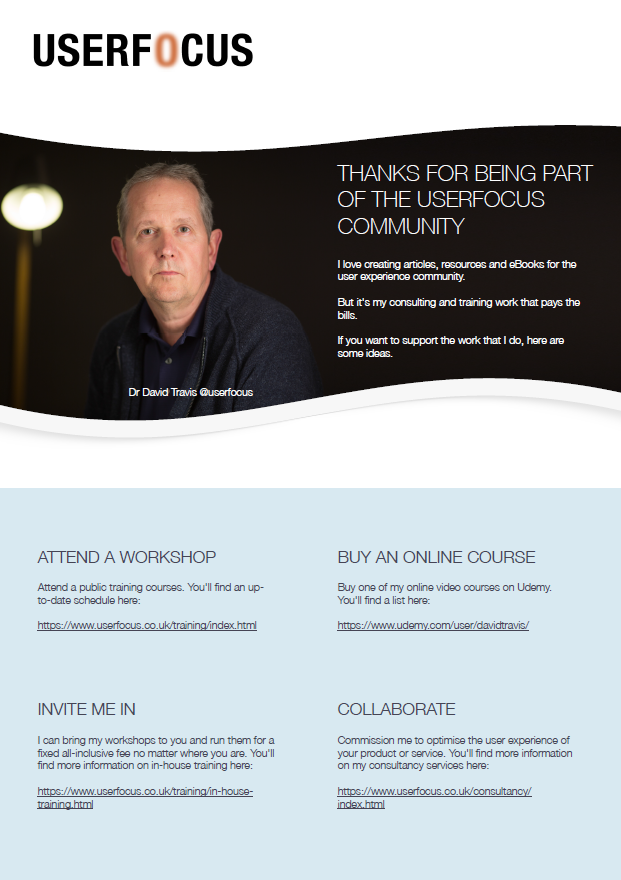 USERFOCUS
THANKS FOR BEING PART
OF THE USERFOCUS
COMMUNITY
I love creating articles, resources and eBooks for the
user experience community.
But it's my consulting and training work that pays the
bills.
If you want to support the work that I do, here are
some ideas.
Dr David Travis @userfocus
ATTEND A WORKSHOP
Attend a public training courses. You'll find an up-
to-date schedule here:
https://www.userfocus.co.uk/training/index.html
BUY AN ONLINE COURSE
Buy one of my online video courses on Udemy.
You'll find a list here:
https://www.udemy.com/user/davidtravis/
INVITE ME IN
I can bring my workshops to you and run them for a
fixed all-inclusive fee no matter where you are. You'll
find more information on in-house training here:
https://www.userfocus.co.uk/training/in-house-
training.html
COLLABORATE
Commission me to optimise the user experience of
your product or service. You'll find more information
on my consultancy services here:
https://www.userfocus.co.uk/consultancy/
index.html